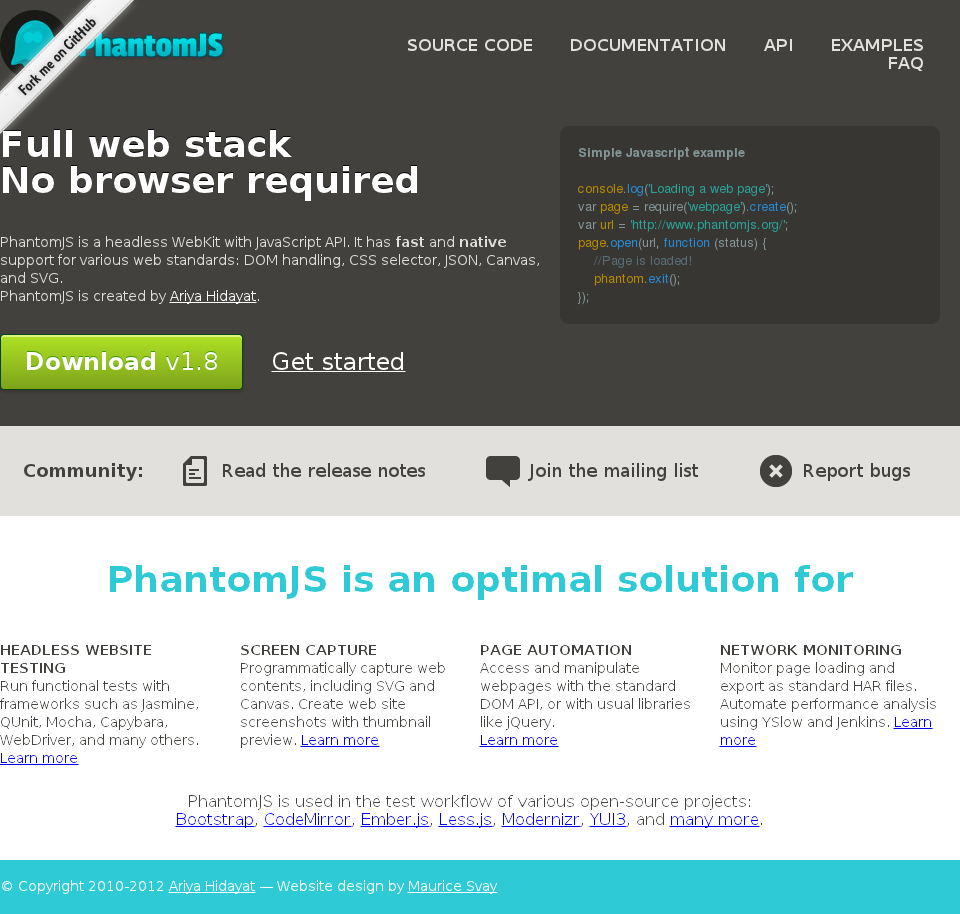 Fork me on GitHub
PhantomJS
SOURCE CODE DOCUMENTATION API EXAMPLES
FAQ
Full web stack
No browser required
PhantomJS is a headless WebKit with JavaScript API. It has fast and native
support for various web standards: DOM handling, CSS selector, JSON, Canvas,
and SVG.
PhantomJS is created by Ariya Hidayat.
Download v1.8 Get started
Simple Javascript example
console.log('Loading a web page');
var page = require('webpage').create();
var url = 'http://www.phantomjs.org/';
page.open(url, function (status) {
//Page is loaded!
phantom.exit();
});
Community: Read the release notes Join the mailing list Report bugs
PhantomJS is an optimal solution for
HEADLESS WEBSITE
TESTING
Run functional tests with
frameworks such as Jasmine,
QUnit, Mocha, Capybara,
WebDriver, and many others.
Learn more
SCREEN CAPTURE
Programmatically capture web
contents, including SVG and
Canvas. Create web site
screenshots with thumbnail
preview. Learn more
PAGE AUTOMATION
Access and manipulate
webpages with the standard
DOM API, or with usual libraries
like jQuery.
Learn more
NETWORK MONITORING
Monitor page loading and
export as standard HAR files.
Automate performance analysis
using YSlow and Jenkins. Learn
more
PhantomJS is used in the test workflow of various open-source projects:
Bootstrap, CodeMirror, Ember.js, Less.js, Modernizr, YUI3, and many more.
© Copyright 2010-2012 Ariya Hidayat — Website design by Maurice Svay